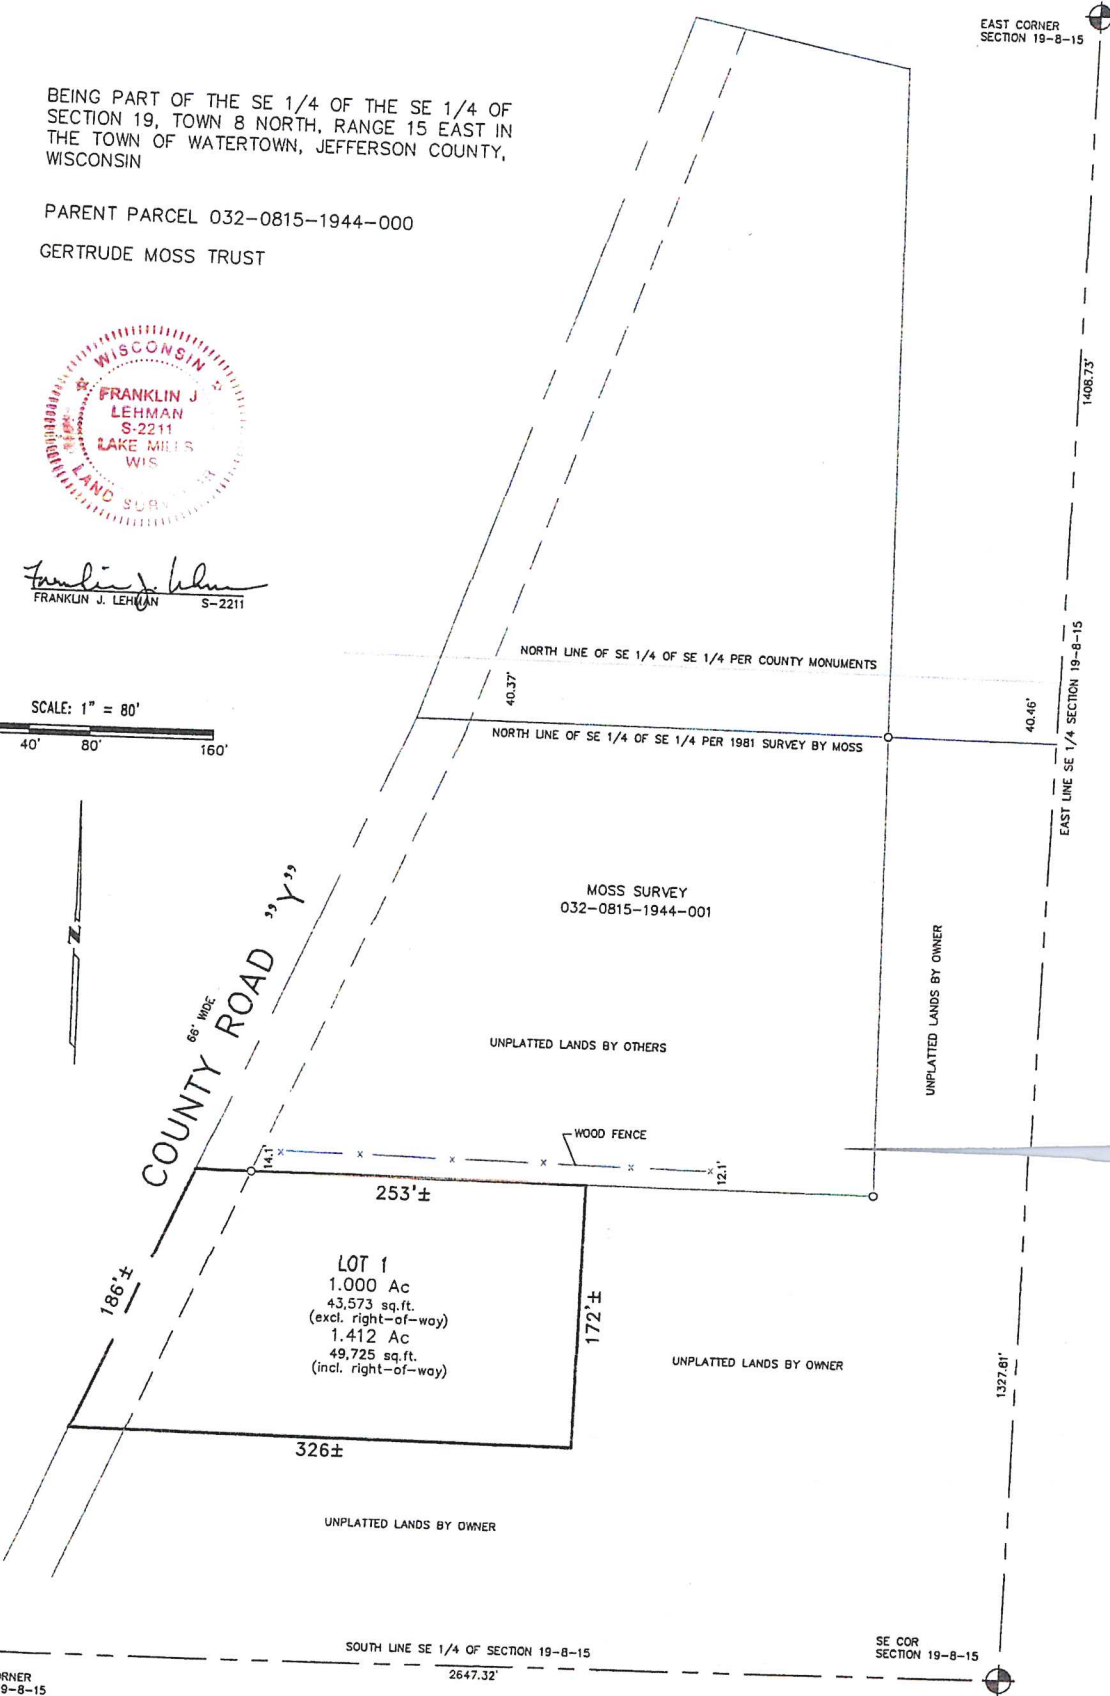 EAST CORNER
SECTION 19-8-15
BEING PART OF THE SE 1/4 OF THE SE 1/4 OF
SECTION 19, TOWN 8 NORTH, RANGE 15 EAST IN
THE TOWN OF WATERTOWN, JEFFERSON COUNTY,
WISCONSIN
PARENT PARCEL 032-0815-1944-000
GERTRUDE MOSS TRUST
WISCONSIN
FRANKLIN J
LEHMAN
S-2211
LAKE MILLS
WIS
LAND SUR
Franklin J. Lehman
FRANKLIN J. LEHMAN S-2211
SCALE: 1" = 80'
40' 80' 160'
1408.73'
EAST LINE SE 1/4 SECTION 19-8-15
NORTH LINE OF SE 1/4 OF SE 1/4 PER COUNTY MONUMENTS
40.37'
40.46'
NORTH LINE OF SE 1/4 OF SE 1/4 PER 1981 SURVEY BY MOSS
N
MOSS SURVEY
032-0815-1944-001
COUNTY ROAD "Y"
66' WIDE
UNPLATTED LANDS BY OTHERS
UNPLATTED LANDS BY OWNER
WOOD FENCE
14.1'
x x x x x x
12.1'
253'±
186'±
LOT 1
1.000 Ac
43,573 sq.ft.
(excl. right-of-way)
1.412 Ac
49,725 sq.ft.
(incl. right-of-way)
172'±
326±
UNPLATTED LANDS BY OWNER
1327.61'
UNPLATTED LANDS BY OWNER
SOUTH LINE SE 1/4 OF SECTION 19-8-15
2647.32'
SE COR
SECTION 19-8-15
RNER
9-8-15